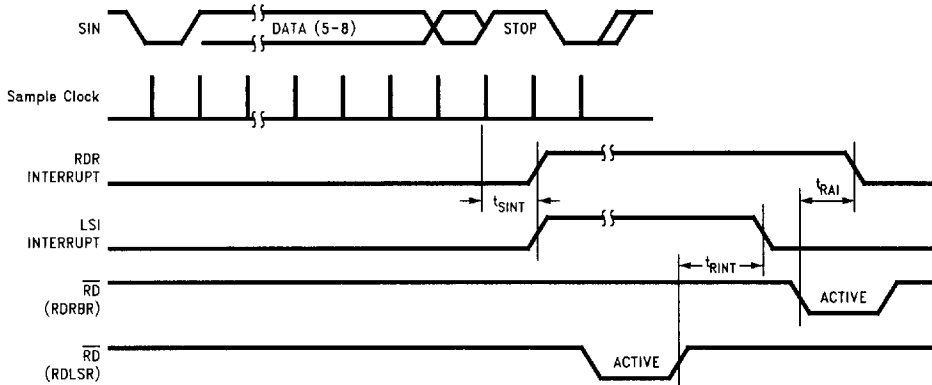 SIN
DATA (5-8)
STOP
Sample Clock
RDR
INTERRUPT
tRAI
tSINT
LSI
INTERRUPT
tRINT
RD
(RDRBR)
ACTIVE
RD
(RDLSR)
ACTIVE